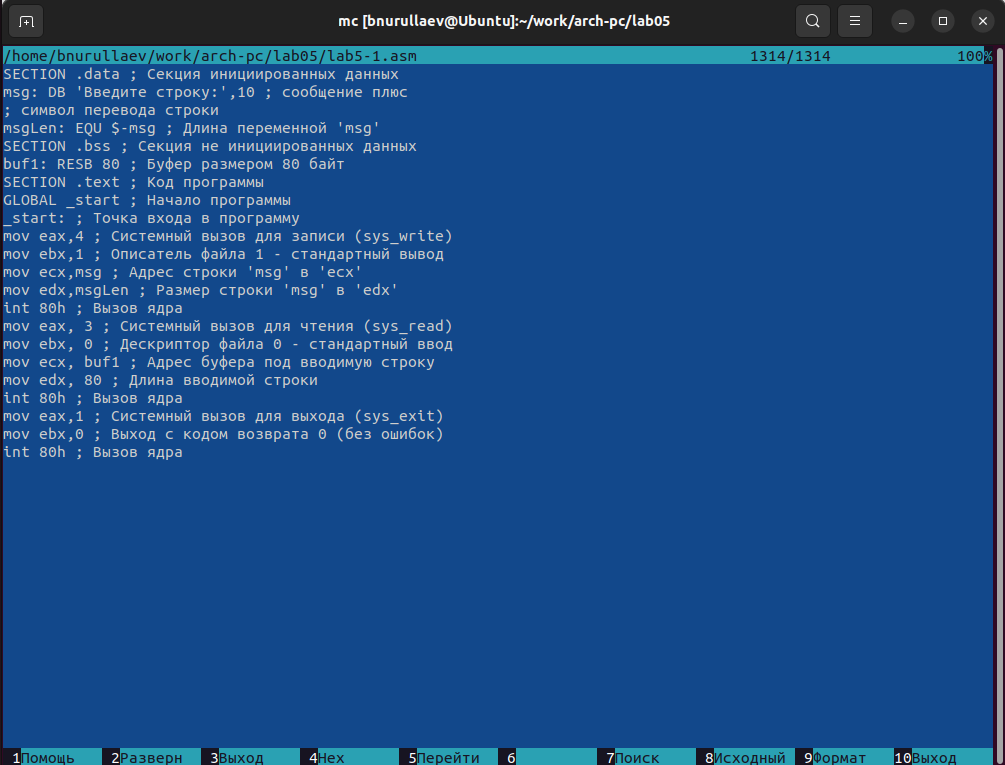 mc [bnurullaev@Ubuntu]:~/work/arch-pc/lab05
/home/bnurullaev/work/arch-pc/lab05/lab5-1.asm 1314/1314 100%
SECTION .data ; Секция инициированных данных
msg: DB 'Введите строку:',10 ; сообщение плюс
; символ перевода строки
msgLen: EQU $-msg ; Длина переменной 'msg'
SECTION .bss ; Секция не инициированных данных
buf1: RESB 80 ; Буфер размером 80 байт
SECTION .text ; Код программы
GLOBAL _start ; Начало программы
_start: ; Точка входа в программу
mov eax,4 ; Системный вызов для записи (sys_write)
mov ebx,1 ; Описатель файла 1 - стандартный вывод
mov ecx,msg ; Адрес строки 'msg' в 'ecx'
mov edx,msgLen ; Размер строки 'msg' в 'edx'
int 80h ; Вызов ядра
mov eax, 3 ; Системный вызов для чтения (sys_read)
mov ebx, 0 ; Дескриптор файла 0 - стандартный ввод
mov ecx, buf1 ; Адрес буфера под вводимую строку
mov edx, 80 ; Длина вводимой строки
int 80h ; Вызов ядра
mov eax,1 ; Системный вызов для выхода (sys_exit)
mov ebx,0 ; Выход с кодом возврата 0 (без ошибок)
int 80h ; Вызов ядра
1Помощь 2Разверн 3Выход 4Hex 5Перейти 6 7Поиск 8Исходный 9Формат 10Выход